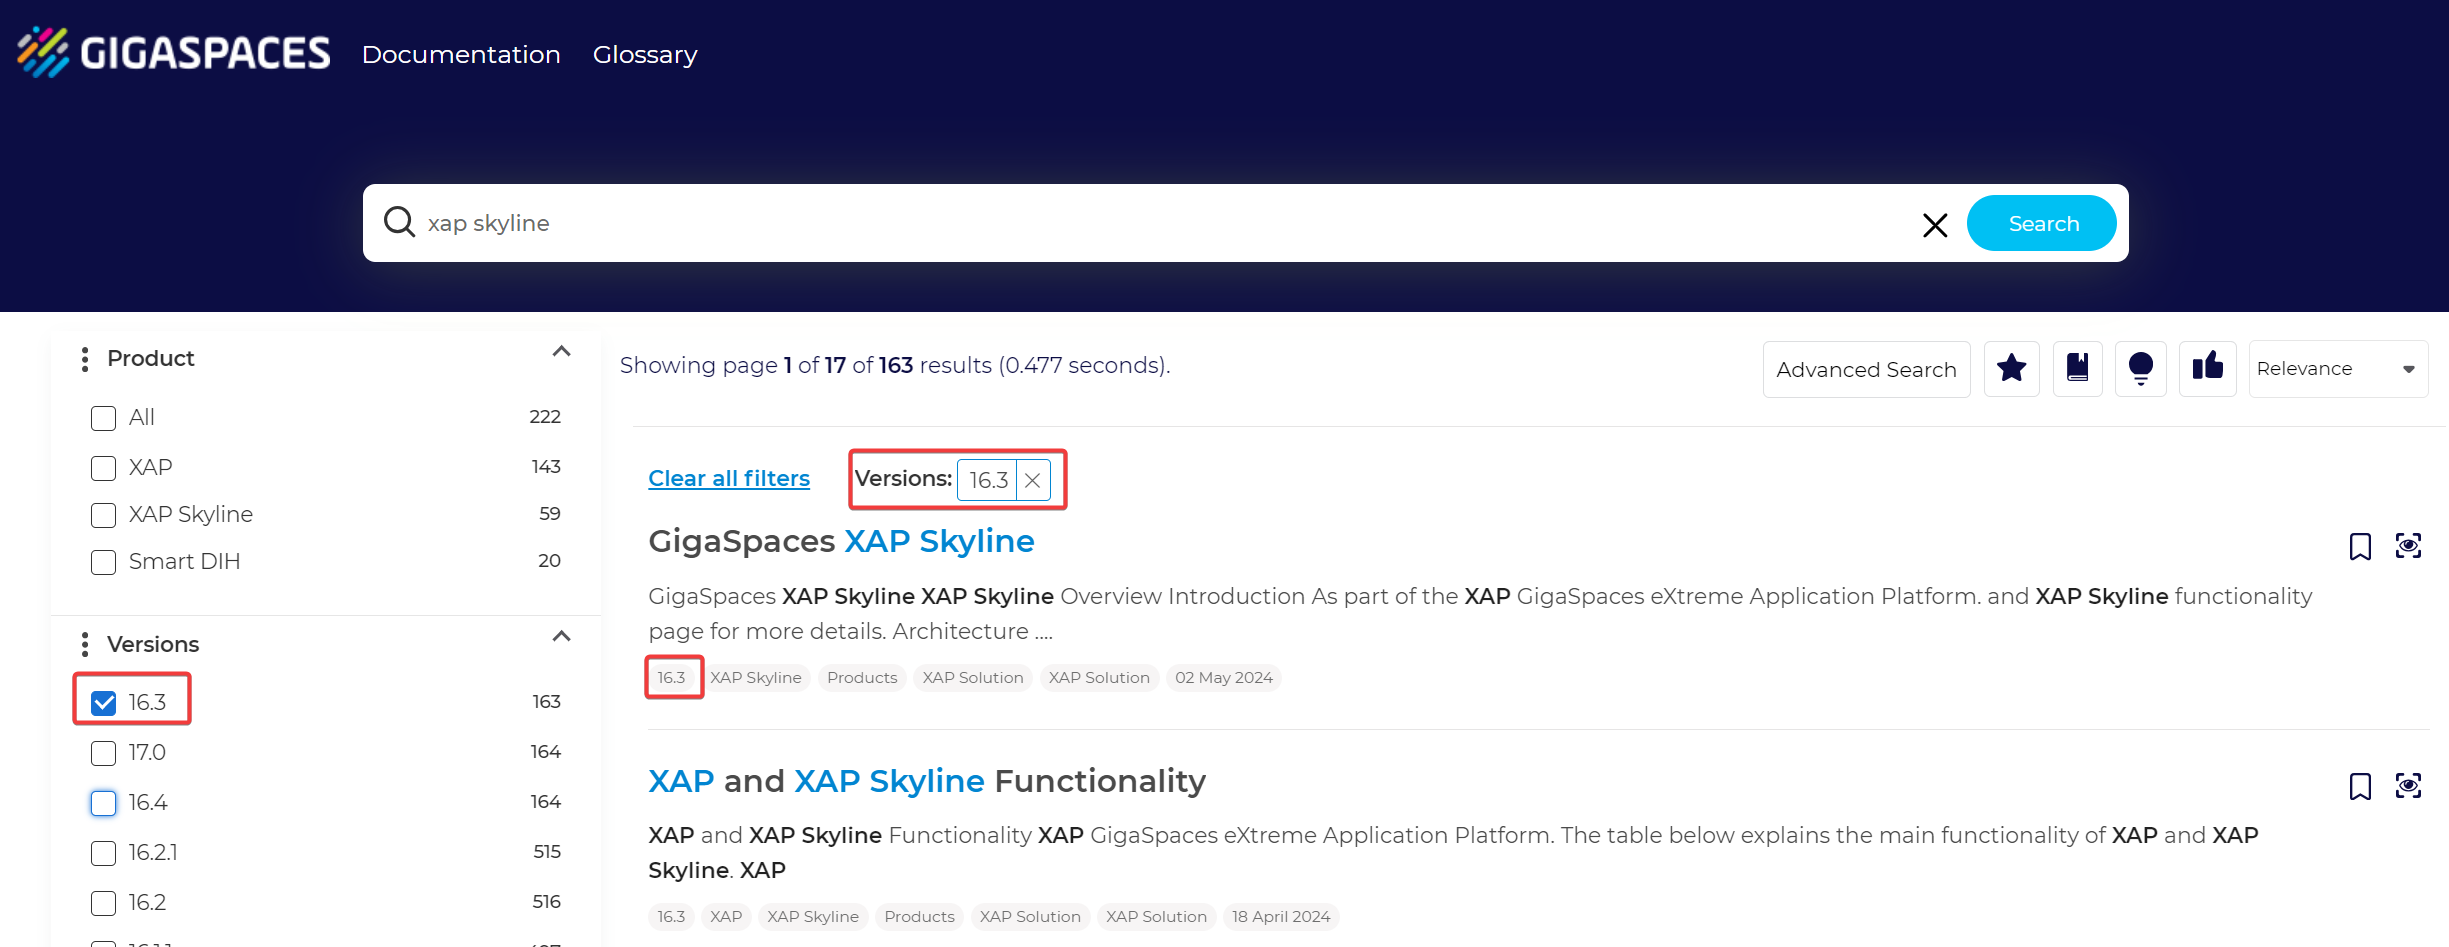 GIGASPACES Documentation Glossary
xap skyline
Search
Product
All 222
XAP 143
XAP Skyline 59
Smart DIH 20
Versions
16.3 163
17.0 164
16.4 164
16.2.1 515
16.2 516
Showing page 1 of 17 of 163 results (0.477 seconds).
Advanced Search
Relevance
Clear all filters
Versions: 16.3
GigaSpaces XAP Skyline
GigaSpaces XAP Skyline XAP Skyline Overview Introduction As part of the XAP GigaSpaces eXtreme Application Platform. and XAP Skyline functionality
page for more details. Architecture ....
16.3 XAP Skyline Products XAP Solution XAP Solution 02 May 2024
XAP and XAP Skyline Functionality
XAP and XAP Skyline Functionality XAP GigaSpaces eXtreme Application Platform. The table below explains the main functionality of XAP and XAP
Skyline. XAP
16.3 XAP XAP Skyline Products XAP Solution XAP Solution 18 April 2024